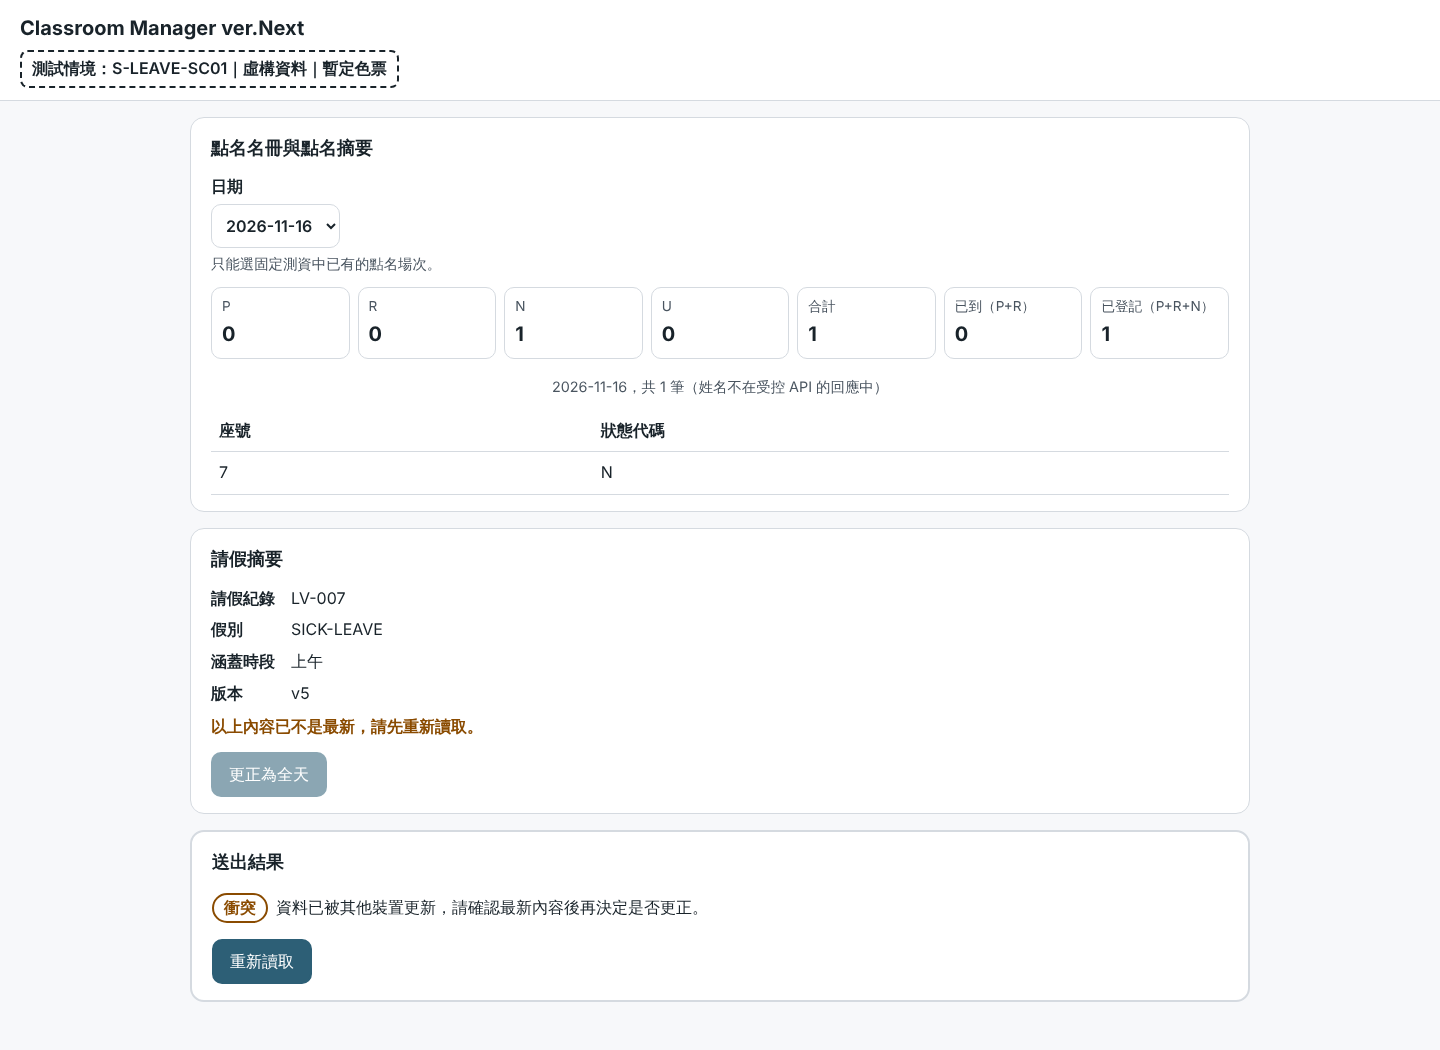 Classroom Manager ver.Next
測試情境：S-LEAVE-SC01｜虛構資料｜暫定色票
點名名冊與點名摘要
日期
2026-11-16
只能選固定測資中已有的點名場次。
P
0
R
0
N
1
U
0
合計
1
已到（P+R）
0
已登記（P+R+N）
1
2026-11-16，共 1 筆（姓名不在受控 API 的回應中）
座號 狀態代碼
7 N
請假摘要
請假紀錄 LV-007
假別 SICK-LEAVE
涵蓋時段 上午
版本 v5
以上內容已不是最新，請先重新讀取。
更正為全天
送出結果
衝突 資料已被其他裝置更新，請確認最新內容後再決定是否更正。
重新讀取